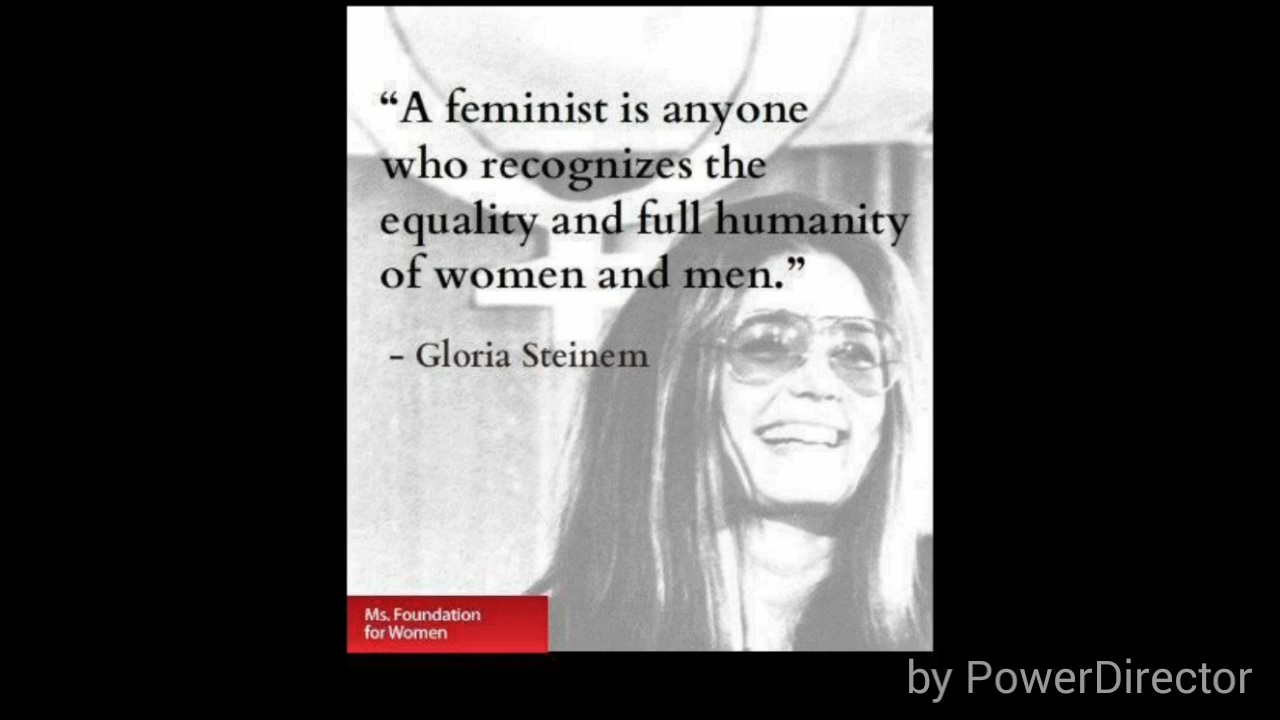 “A feminist is anyone
who recognizes the
equality and full humanity
of women and men.”
- Gloria Steinem
Ms. Foundation
for Women
by PowerDirector